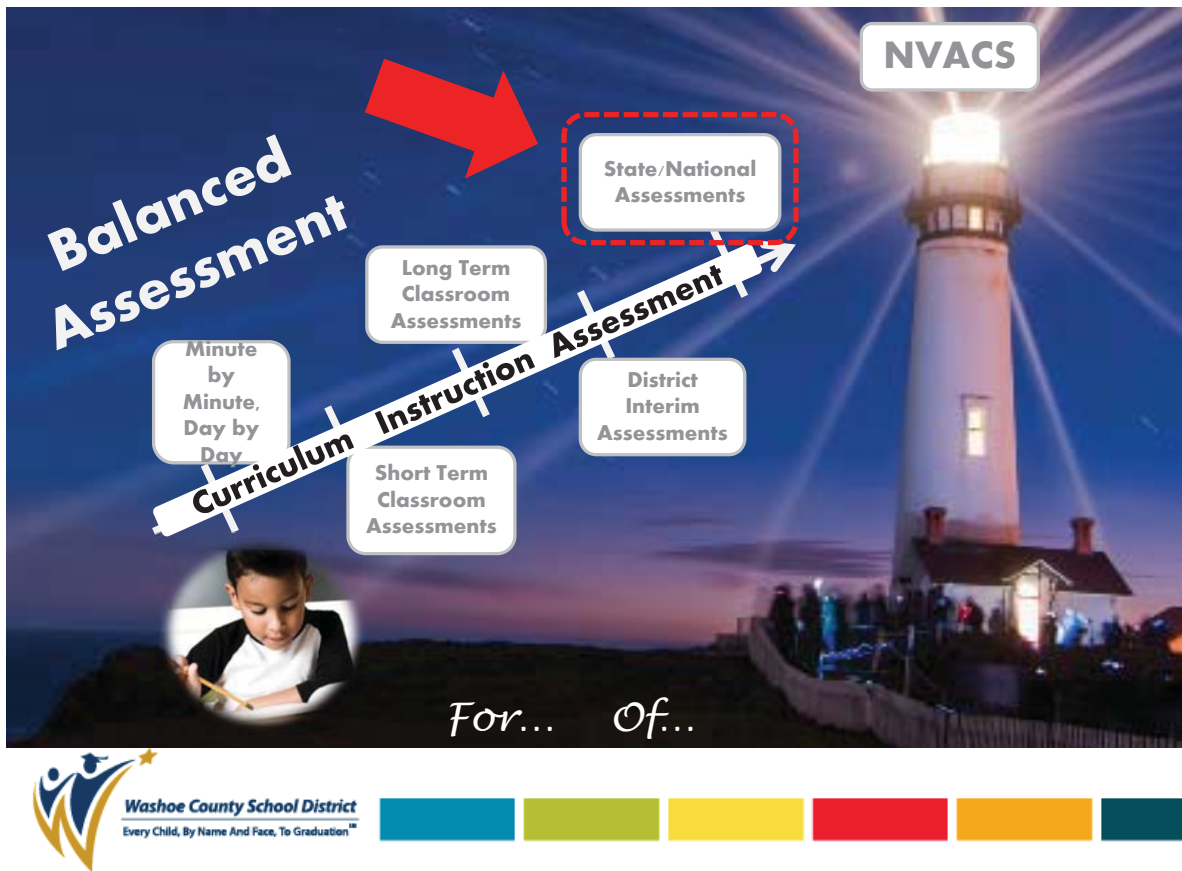 NVACS
Balanced
Assessment
State/National
Assessments
Long Term
Classroom
Assessments
Minute
by
Minute,
Day by
Day
Curriculum Instruction Assessment
District
Interim
Assessments
Short Term
Classroom
Assessments
For... Of...
Washoe County School District
Every Child, By Name And Face, To Graduation℠